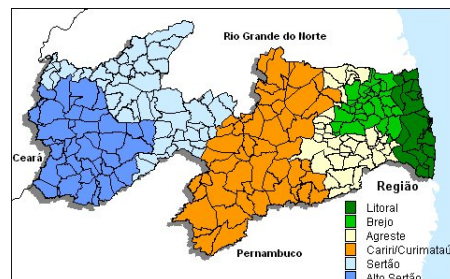 Rio Grande do Norte
Ceará
Região
Litoral
Brejo
Agreste
Cariri/Curimataú
Sertão
Alto Sertão
Pernambuco